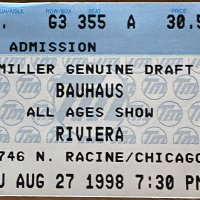 G3 355 A 30.5
ADMISSION
MILLER GENUINE DRAFT
BAUHAUS
ALL AGES SHOW
RIVIERA
746 N. RACINE/CHICAGO
U AUG 27 1998 7:30 PM